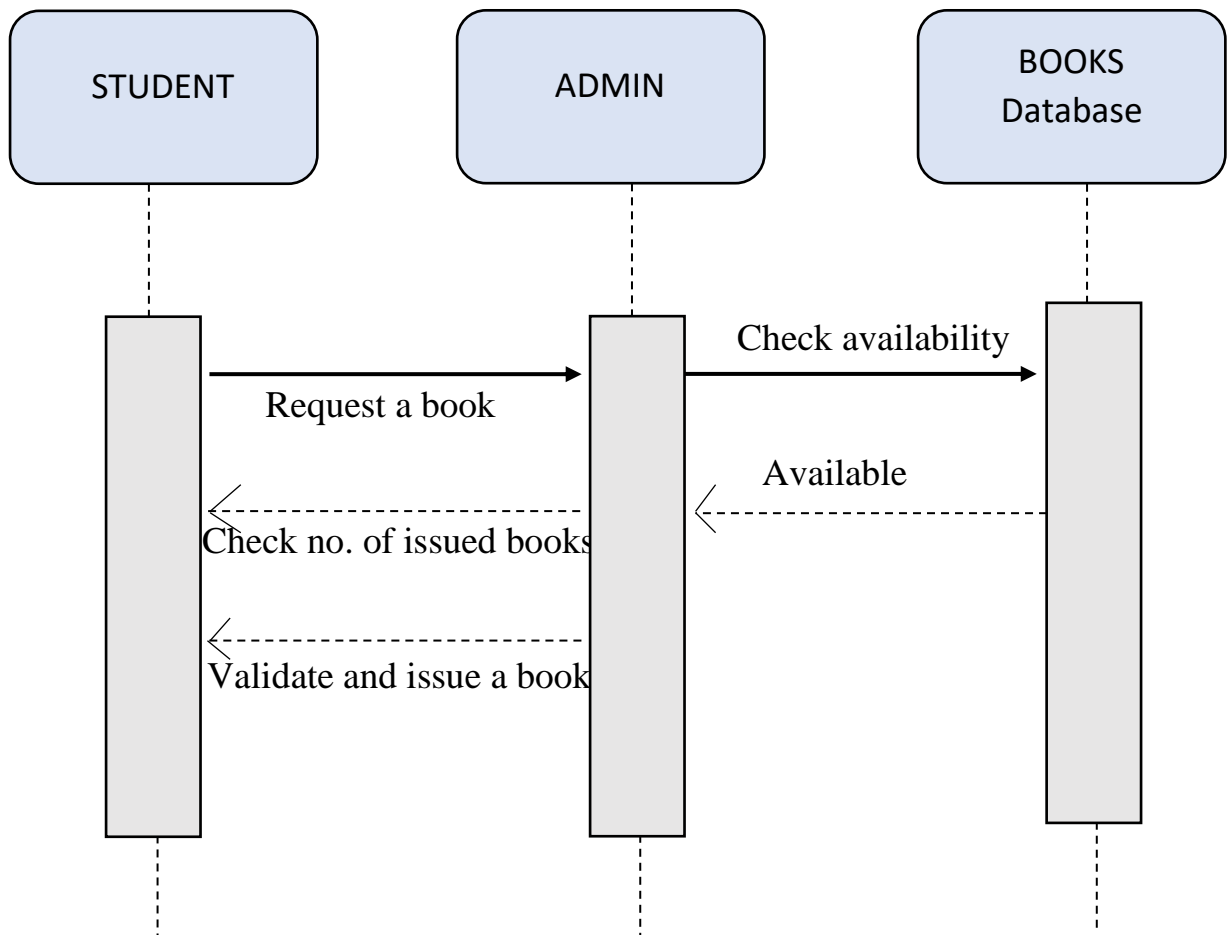 STUDENT
ADMIN
BOOKS
Database
Check availability
Request a book
Available
Check no. of issued books
Validate and issue a book